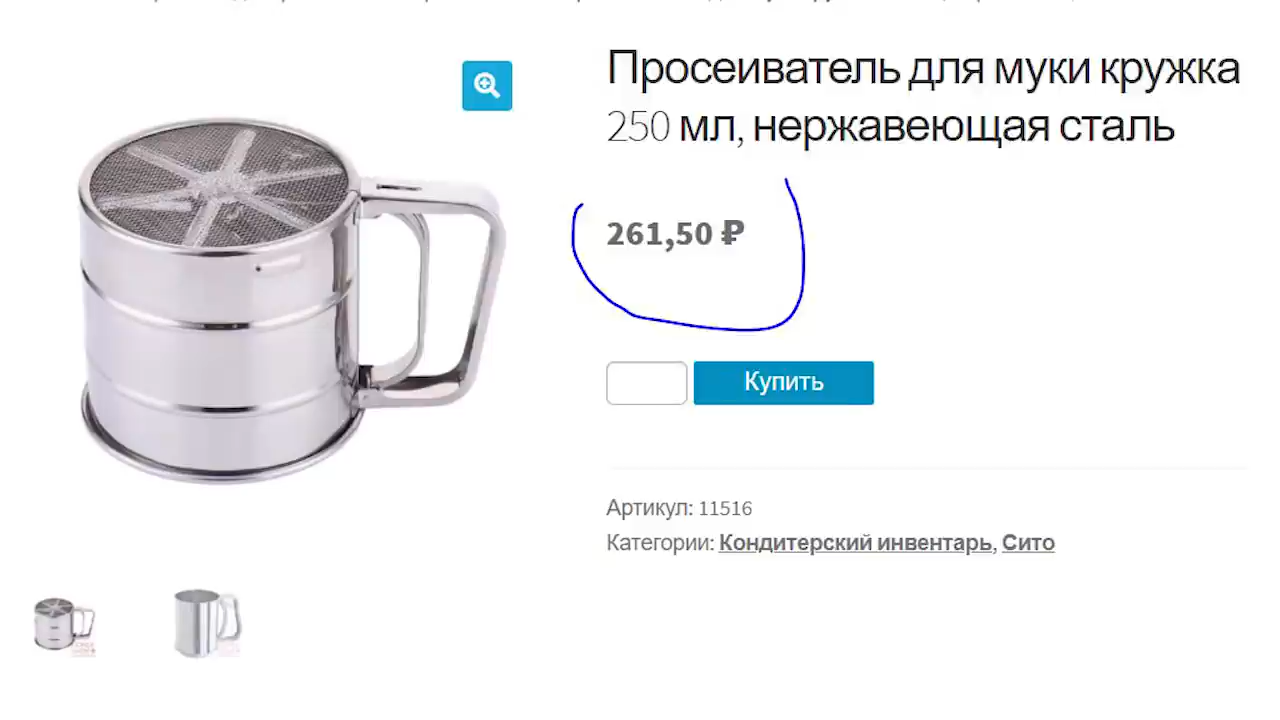 Просеиватель для муки кружка
250 мл, нержавеющая сталь
261,50 ₽
Купить
Артикул: 11516
Категории: Кондитерский инвентарь, Сито